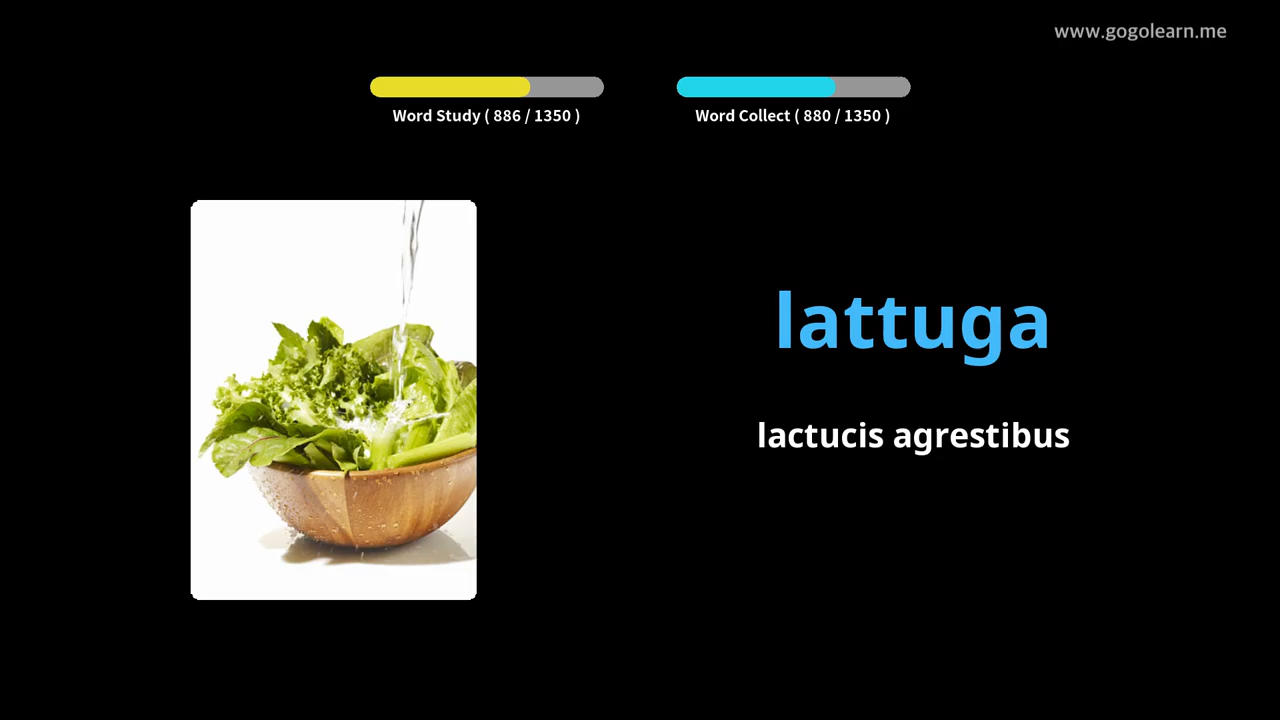 www.gogolearn.me
Word Study ( 886 / 1350 )
Word Collect ( 880 / 1350 )
lattuga
lactucis agrestibus